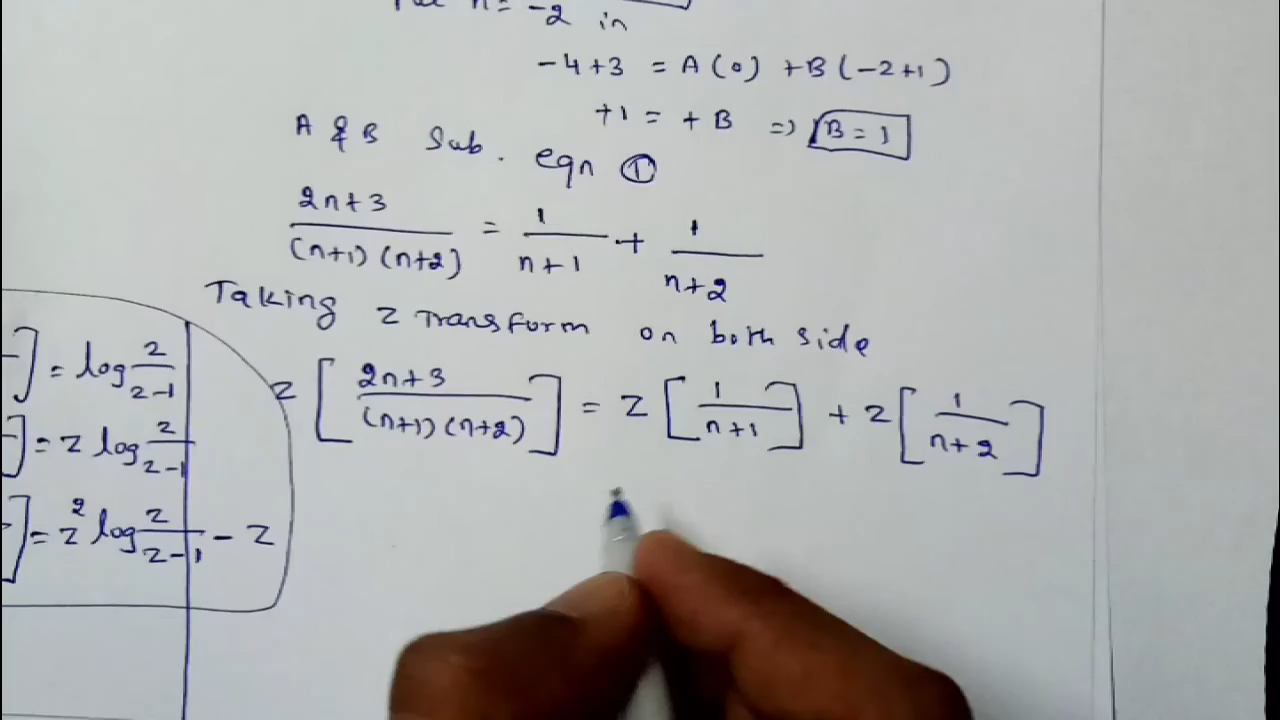 n = -2 in
-4+3 = A(0) + B(-2+1)
+1 = + B => B = 1
A & B Sub. eqn ①
2n+3/(n+1)(n+2) = 1/n+1 + 1/n+2
Taking z transform on both side
z[2n+3/(n+1)(n+2)] = z[1/n+1] + z[1/n+2]
] = log z/z-1
] = z log z/z-1
] = z² log z/z-1 - z